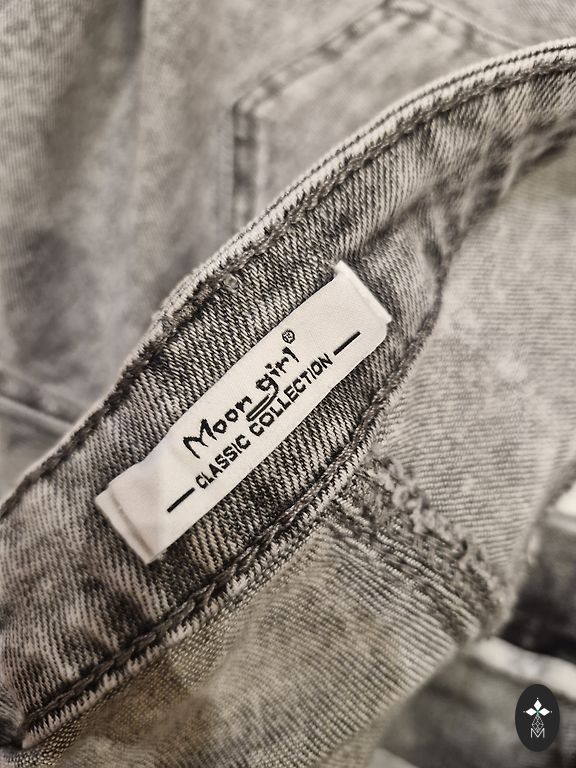 Moon girl®
— CLASSIC COLLECTION —
M